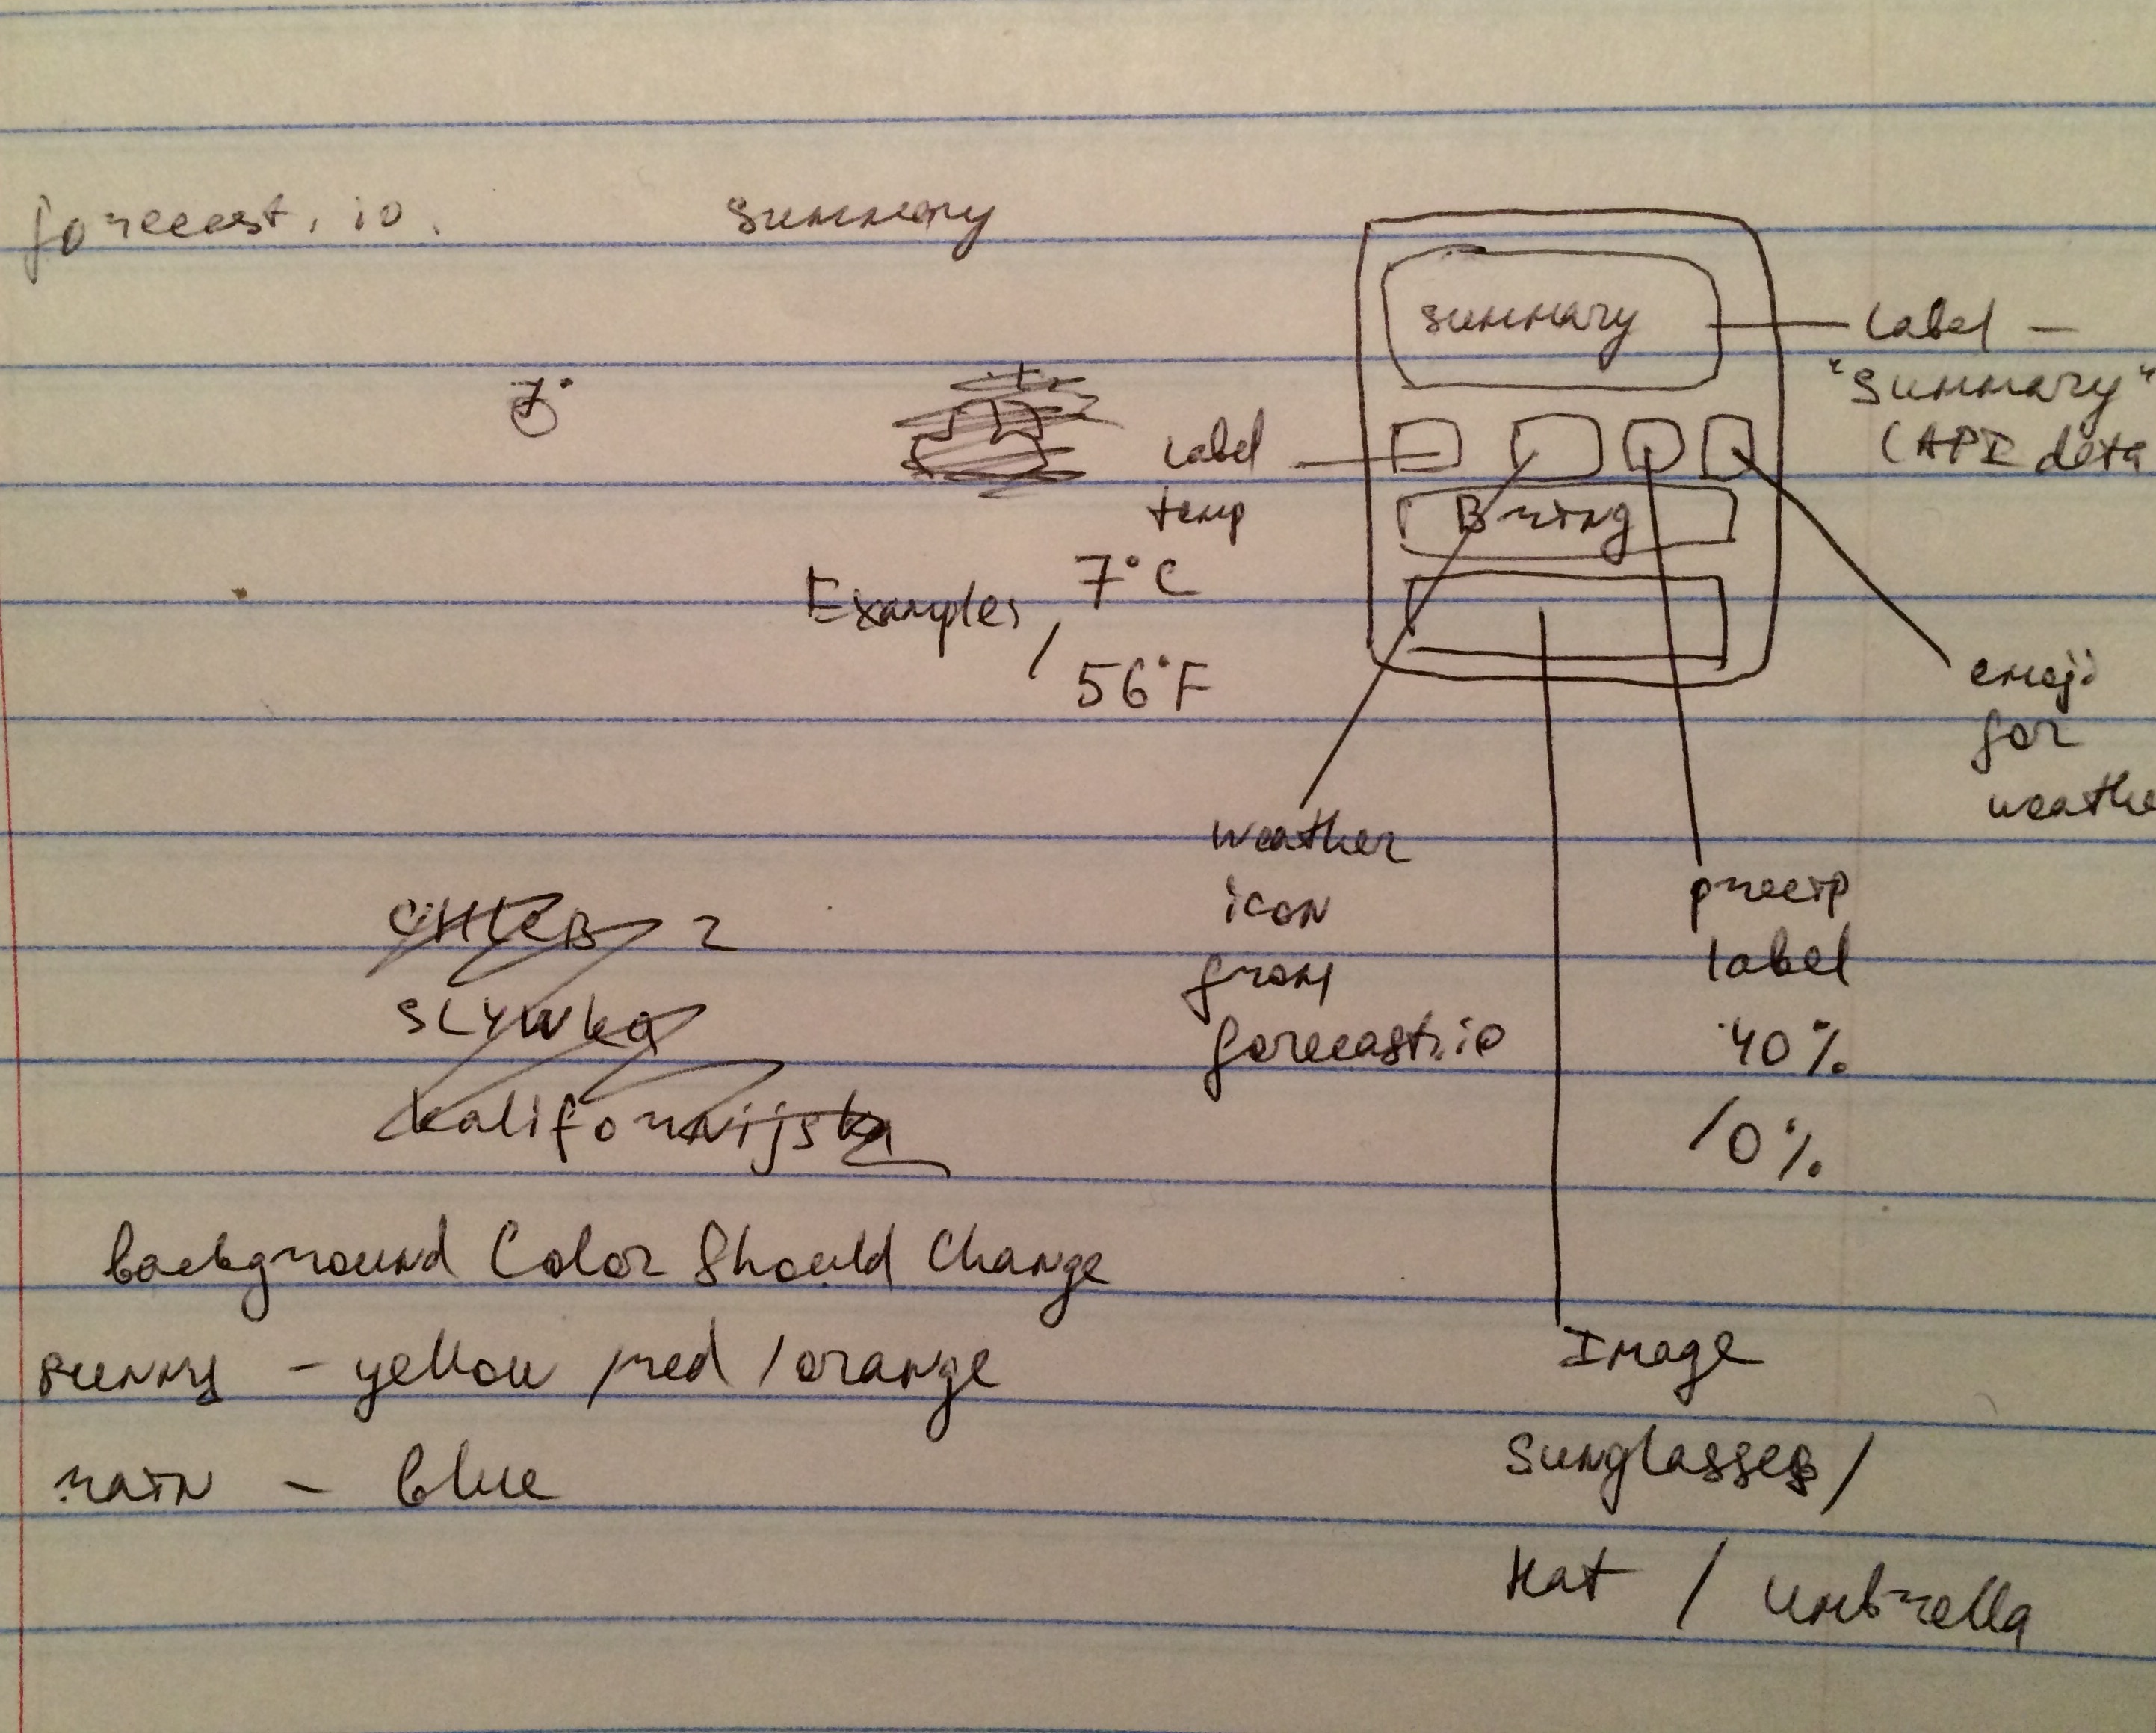 forecast.io.
summary
7°
summary
Label —
"summary"
(API data
Label
temp
Bring
Examples,
7°C
/
56°F
emoji
for
weathe
weather
icon
from
forecast.io
precip
label
40%
10%
CHLEB 2
SLYWKA
kalifornijska
background Color Should Change
sunny - yellow /red /orange
rain - blue
Image
Sunglasses/
Hat / Umbrella